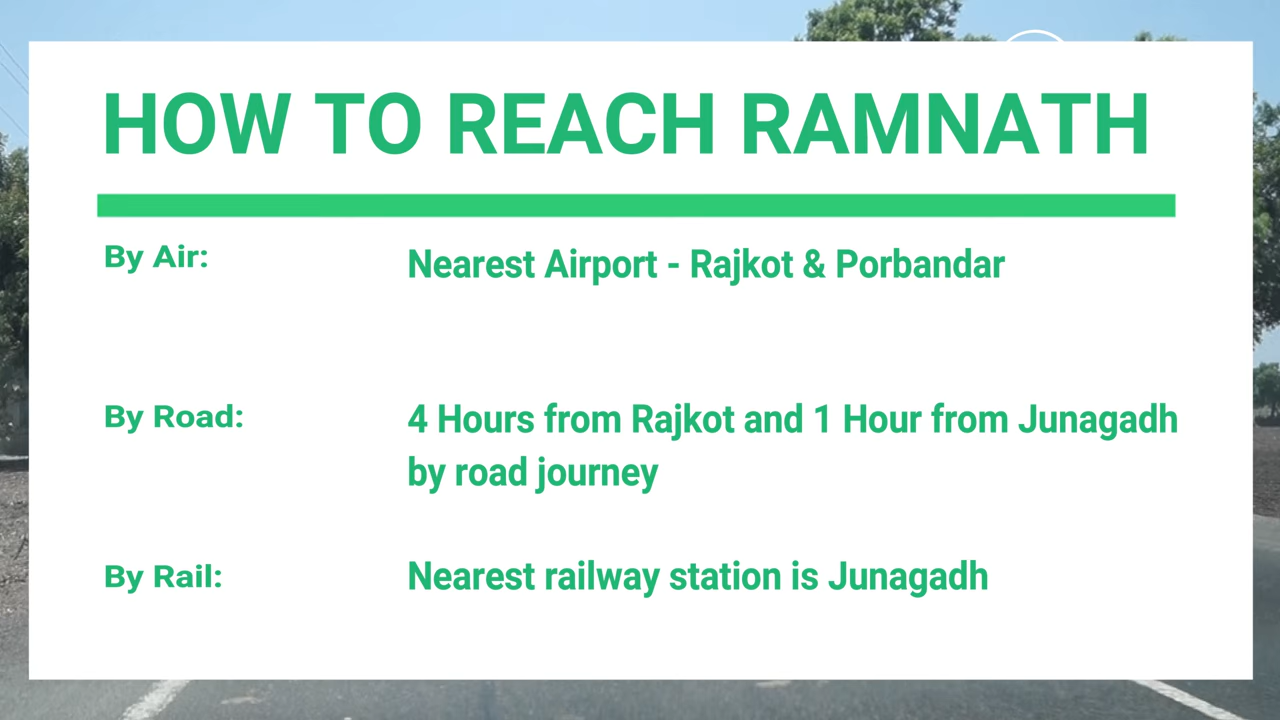 HOW TO REACH RAMNATH
By Air:
Nearest Airport - Rajkot & Porbandar
By Road:
4 Hours from Rajkot and 1 Hour from Junagadh
by road journey
By Rail:
Nearest railway station is Junagadh